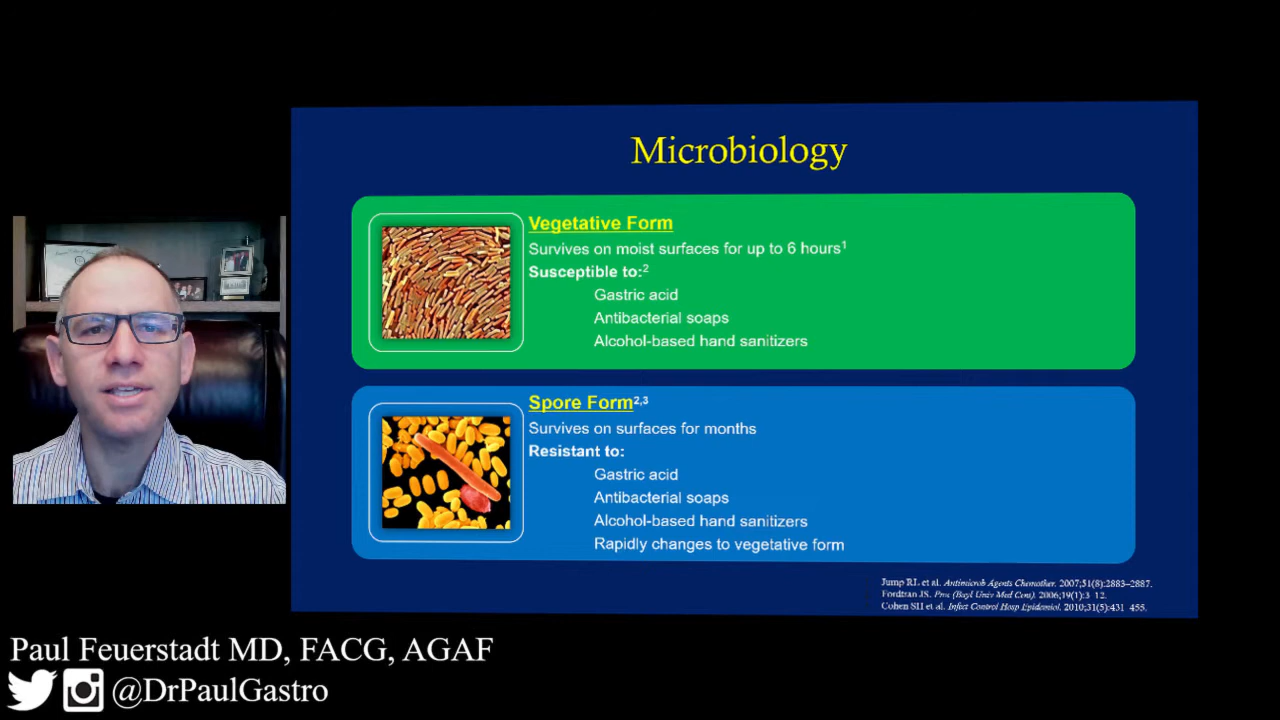 Microbiology
Vegetative Form
Survives on moist surfaces for up to 6 hours1
Susceptible to:2
Gastric acid
Antibacterial soaps
Alcohol-based hand sanitizers
Spore Form2,3
Survives on surfaces for months
Resistant to:
Gastric acid
Antibacterial soaps
Alcohol-based hand sanitizers
Rapidly changes to vegetative form
Jump RL et al. Antimicrob Agents Chemother. 2007;51(8):2883–2887.
Fordtran JS. Proc (Bayl Univ Med Cent). 2006;19(1):3–12.
Cohen SH et al. Infect Control Hosp Epidemiol. 2010;31(5):431–455.
Paul Feuerstadt MD, FACG, AGAF
@DrPaulGastro